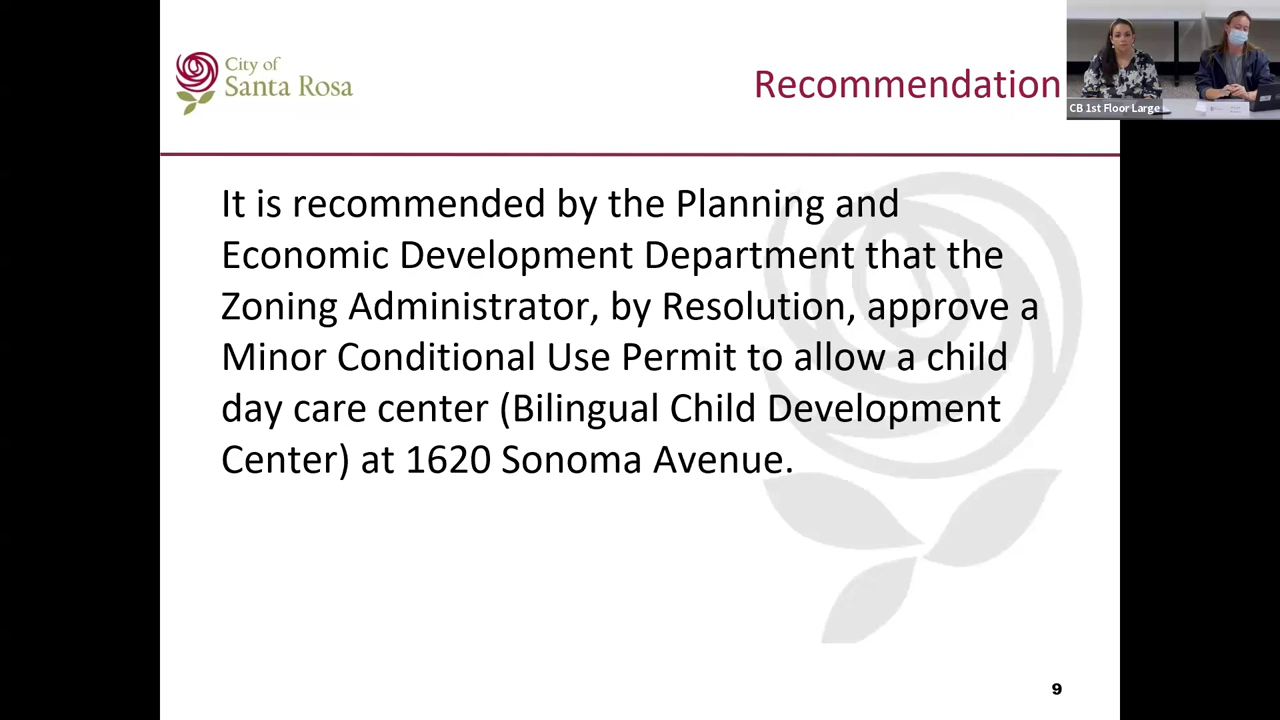 City of
Santa Rosa
Recommendation
CB 1st Floor Large
It is recommended by the Planning and
Economic Development Department that the
Zoning Administrator, by Resolution, approve a
Minor Conditional Use Permit to allow a child
day care center (Bilingual Child Development
Center) at 1620 Sonoma Avenue.
9